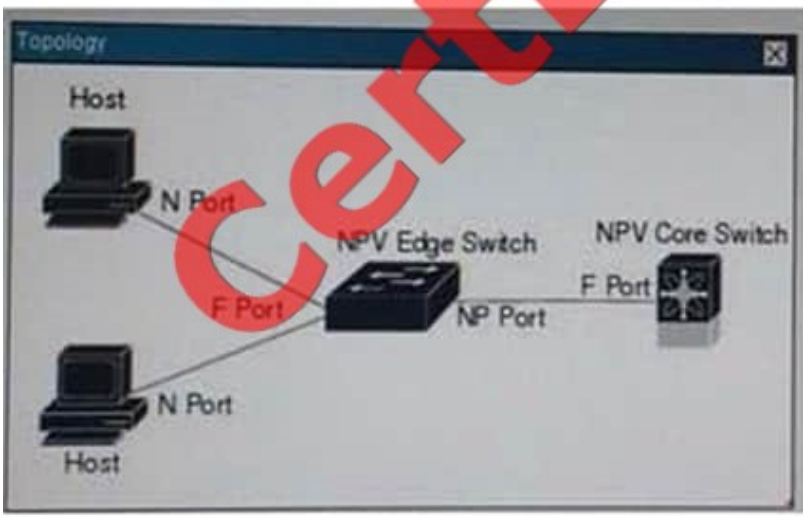 Topology
Host
N Port
NPV Edge Switch
NPV Core Switch
F Port
F Port
NP Port
N Port
Host
Cert